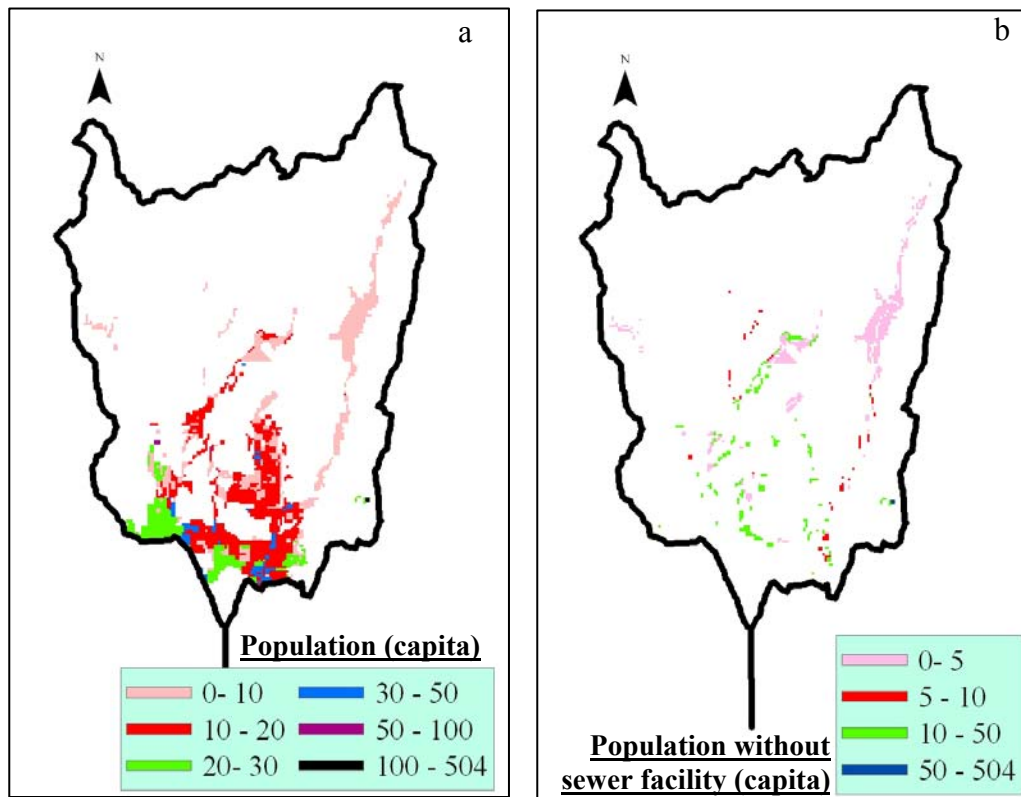 a
N
Population (capita)
0- 10
10 - 20
20- 30
30 - 50
50 - 100
100 - 504
b
N
Population without
sewer facility (capita)
0- 5
5 - 10
10 - 50
50 - 504